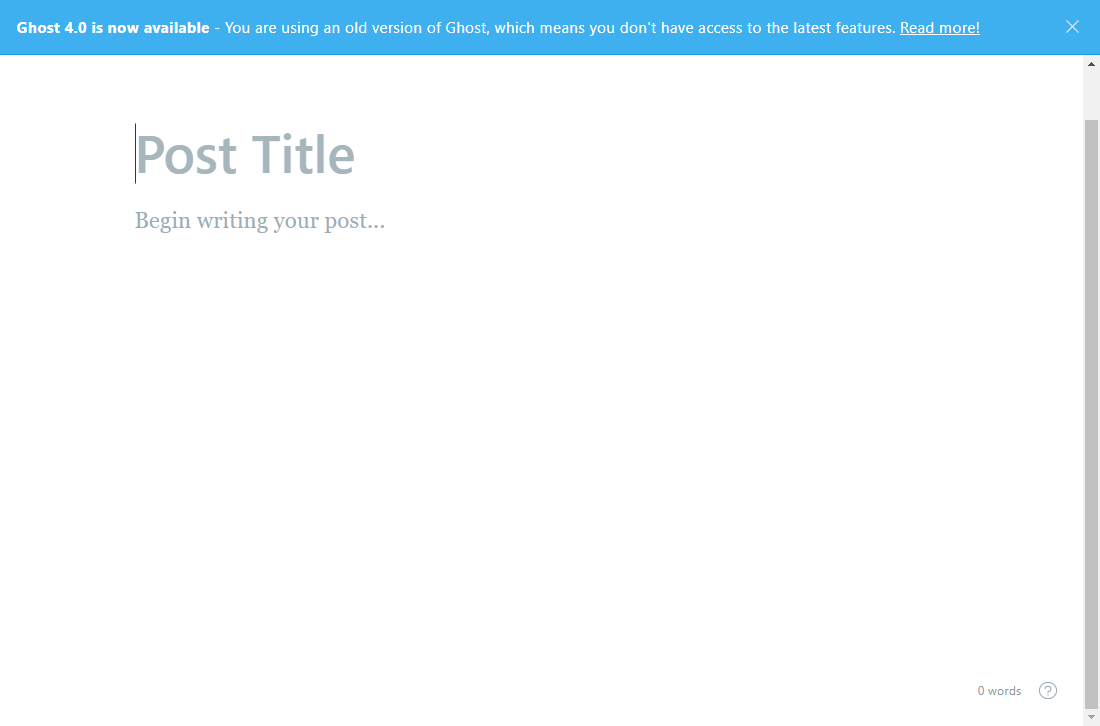 Ghost 4.0 is now available - You are using an old version of Ghost, which means you don't have access to the latest features. Read more!
Post Title
Begin writing your post...
0 words
?